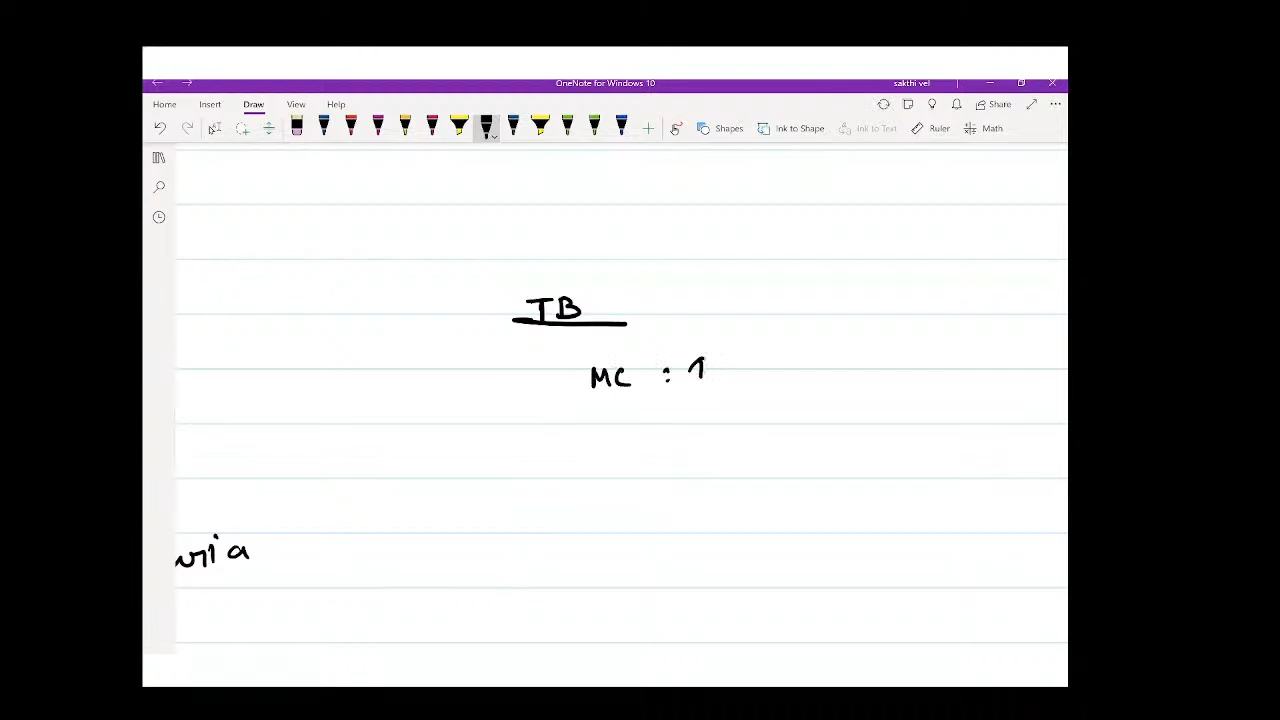 OneNote for Windows 10
sakthi vel
Home Insert Draw View Help
Share
Shapes Ink to Shape Ink to Text Ruler Math
TB
MC : 1